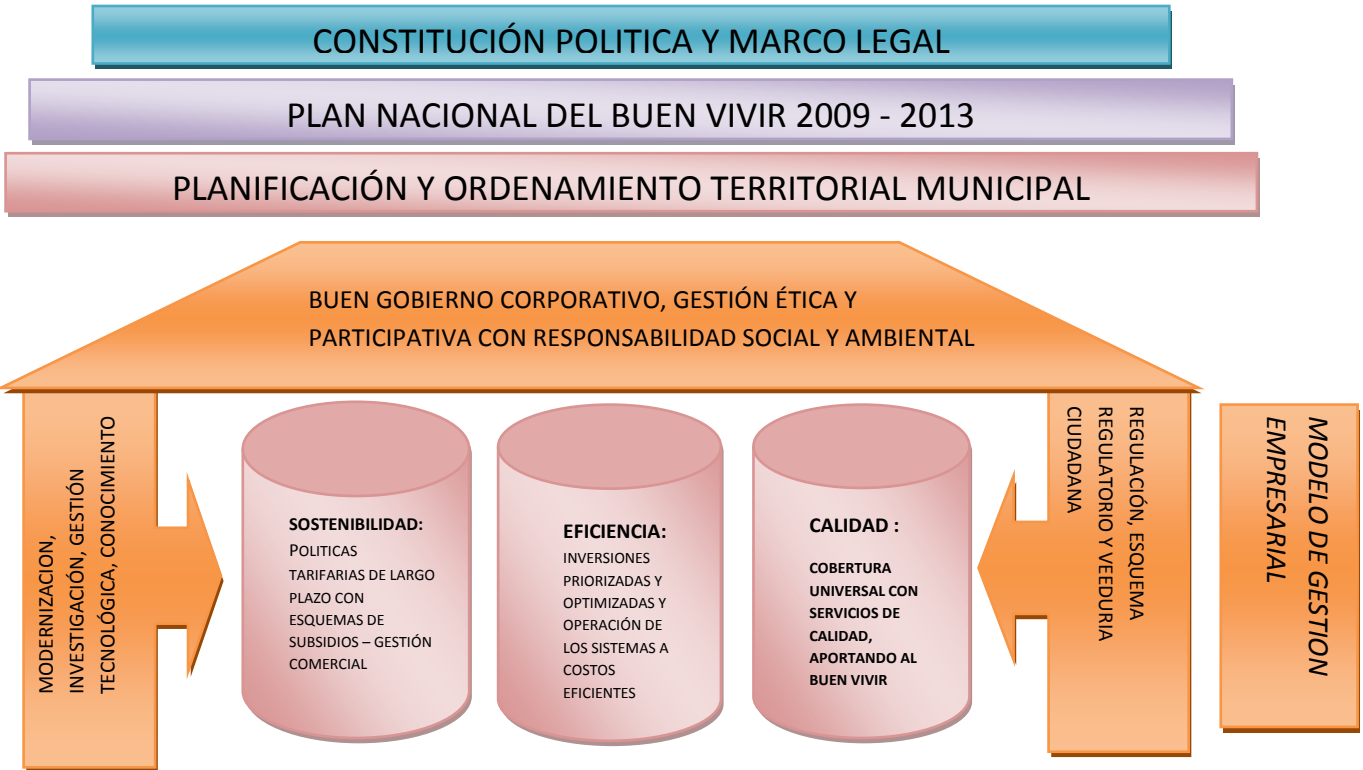 CONSTITUCIÓN POLITICA Y MARCO LEGAL
PLAN NACIONAL DEL BUEN VIVIR 2009 - 2013
PLANIFICACIÓN Y ORDENAMIENTO TERRITORIAL MUNICIPAL
BUEN GOBIERNO CORPORATIVO, GESTIÓN ÉTICA Y
PARTICIPATIVA CON RESPONSABILIDAD SOCIAL Y AMBIENTAL
MODERNIZACION,
INVESTIGACIÓN, GESTIÓN
TECNOLÓGICA, CONOCIMIENTO
SOSTENIBILIDAD:
POLITICAS
TARIFARIAS DE LARGO
PLAZO CON
ESQUEMAS DE
SUBSIDIOS – GESTIÓN
COMERCIAL
EFICIENCIA:
INVERSIONES
PRIORIZADAS Y
OPTIMIZADAS Y
OPERACIÓN DE
LOS SISTEMAS A
COSTOS
EFICIENTES
CALIDAD :
COBERTURA
UNIVERSAL CON
SERVICIOS DE
CALIDAD,
APORTANDO AL
BUEN VIVIR
REGULACIÓN, ESQUEMA
REGULATORIO Y VEEDURIA
CIUDADANA
MODELO DE GESTION
EMPRESARIAL